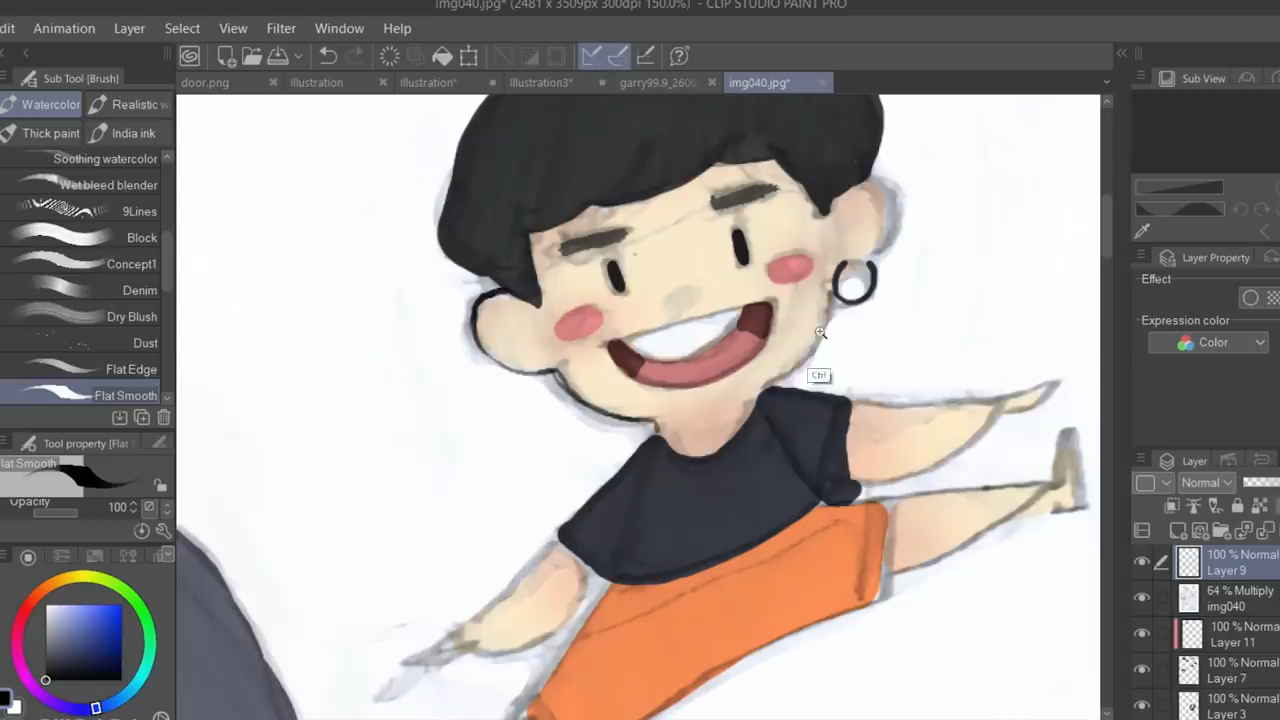 img040.jpg* (2481 x 3509px 300dpi 150.0%) - CLIP STUDIO PAINT PRO
dit Animation Layer Select View Filter Window Help
Sub Tool [Brush]
door.png Illustration Illustration* Illustration3* garry99.9_2606 img040.jpg*
Sub View
Watercolor Realistic w
Thick paint India ink
Soothing watercolor
Wet bleed blender
9Lines
Block
Concept1
Denim
Dry Blush
Dust
Flat Edge
Flat Smooth
Tool property [Flat S
Flat Smooth
Opacity 100
Ctrl
Layer Property
Effect
Expression color
Color
Layer
Normal
100 % Normal
Layer 9
64 % Multiply
img040
100 % Norma
Layer 11
100 % Normal
Layer 7
100 % Normal
Layer 3